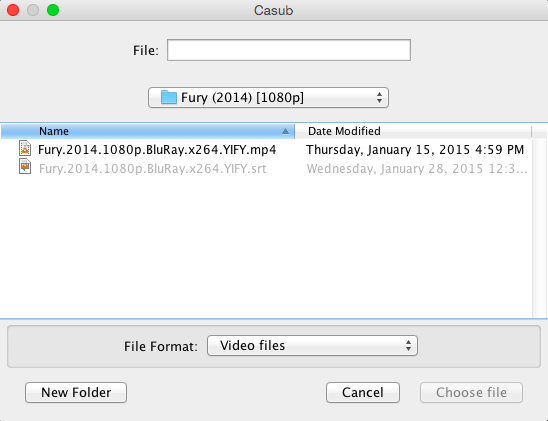 Casub
File:
Fury (2014) [1080p]
Name Date Modified
Fury.2014.1080p.BluRay.x264.YIFY.mp4 Thursday, January 15, 2015 4:59 PM
Fury.2014.1080p.BluRay.x264.YIFY.srt Wednesday, January 28, 2015 12:3...
File Format: Video files
New Folder Cancel Choose file